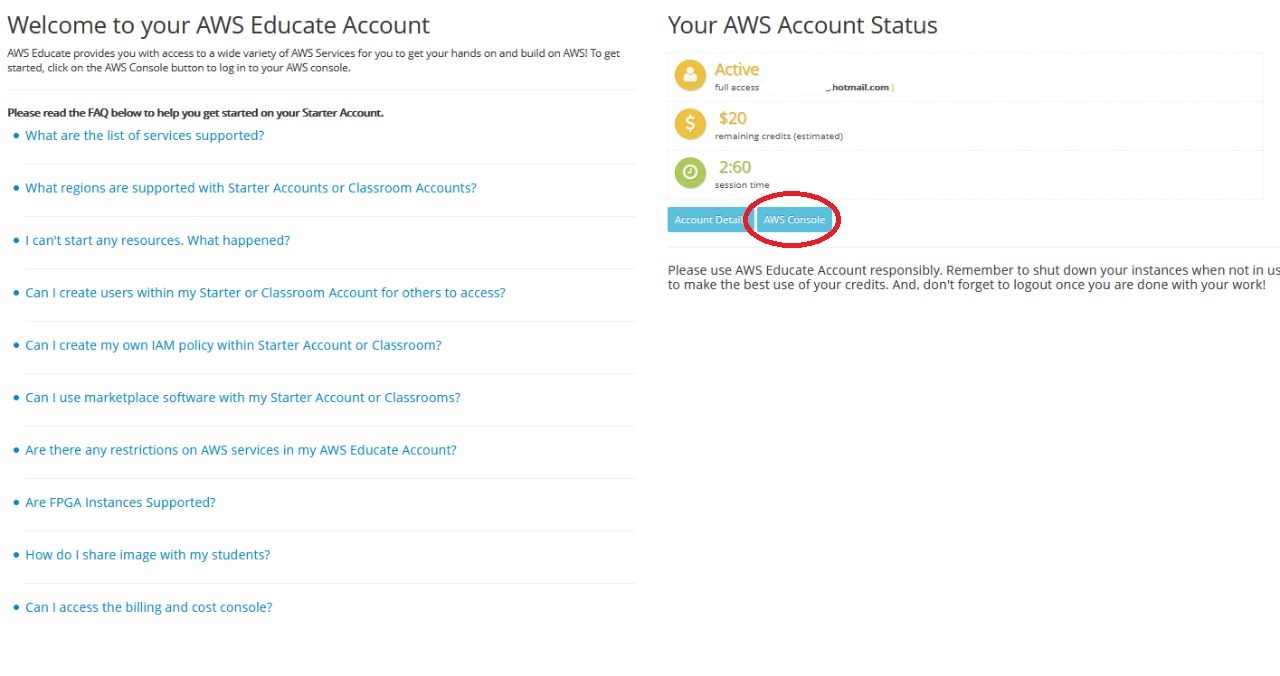 Welcome to your AWS Educate Account
AWS Educate provides you with access to a wide variety of AWS Services for you to get your hands on and build on AWS! To get
started, click on the AWS Console button to log in to your AWS console.
Please read the FAQ below to help you get started on your Starter Account.
• What are the list of services supported?
• What regions are supported with Starter Accounts or Classroom Accounts?
• I can't start any resources. What happened?
• Can I create users within my Starter or Classroom Account for others to access?
• Can I create my own IAM policy within Starter Account or Classroom?
• Can I use marketplace software with my Starter Account or Classrooms?
• Are there any restrictions on AWS services in my AWS Educate Account?
• Are FPGA Instances Supported?
• How do I share image with my students?
• Can I access the billing and cost console?
Your AWS Account Status
Active
full access hotmail.com )
$
$20
remaining credits (estimated)
2:60
session time
Account Detail AWS Console
Please use AWS Educate Account responsibly. Remember to shut down your instances when not in us
to make the best use of your credits. And, don't forget to logout once you are done with your work!